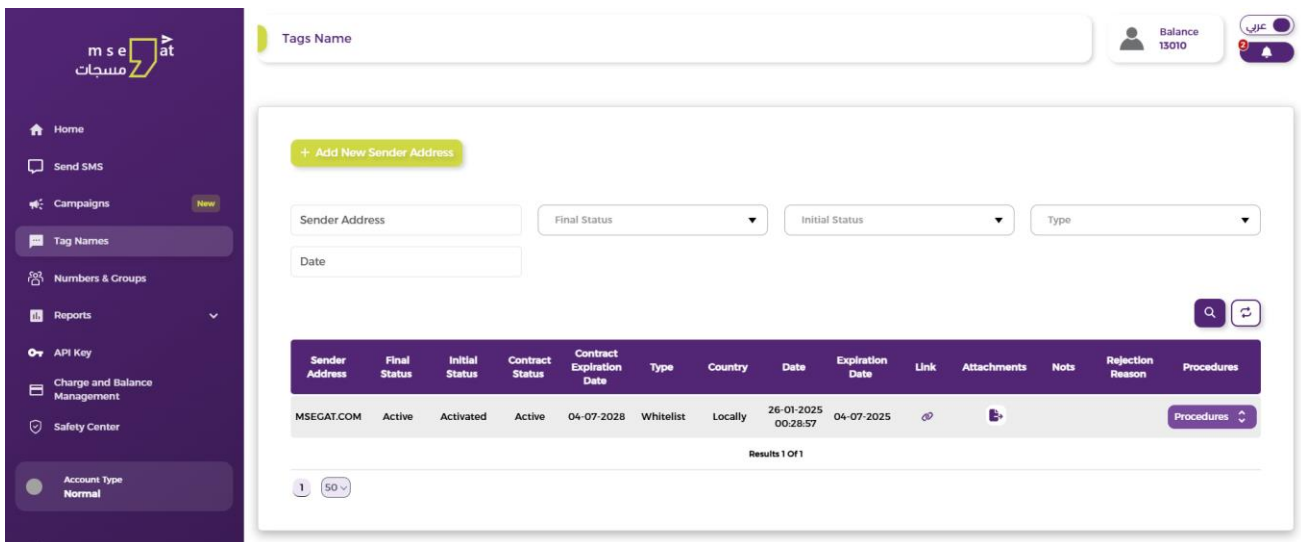 m s e at
مسجات
Home
Send SMS
Campaigns New
Tag Names
Numbers & Groups
Reports
API Key
Charge and Balance
Management
Safety Center
Account Type
Normal
Tags Name
Balance
13010
عربي
2
+ Add New Sender Address
Sender Address Final Status Initial Status Type
Date
Sender Address Final Status Initial Status Contract Status Contract Expiration Date Type Country Date Expiration Date Link Attachments Nots Rejection Reason Procedures
MSEGAT.COM Active Activated Active 04-07-2028 Whitelist Locally 26-01-2025 00:28:57 04-07-2025 Procedures
Results 1 Of 1
1 50